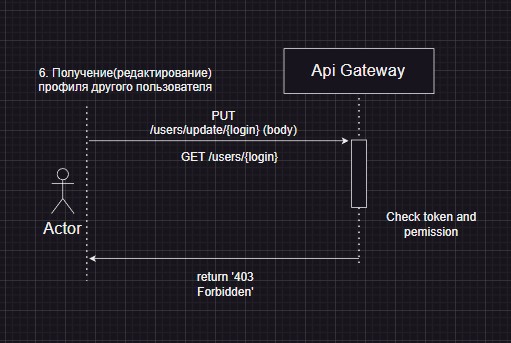 6. Получение(редактирование)
профиля другого пользователя
Api Gateway
PUT
/users/update/{login} (body)
GET /users/{login}
Actor
Check token and
pemission
return '403
Forbidden'